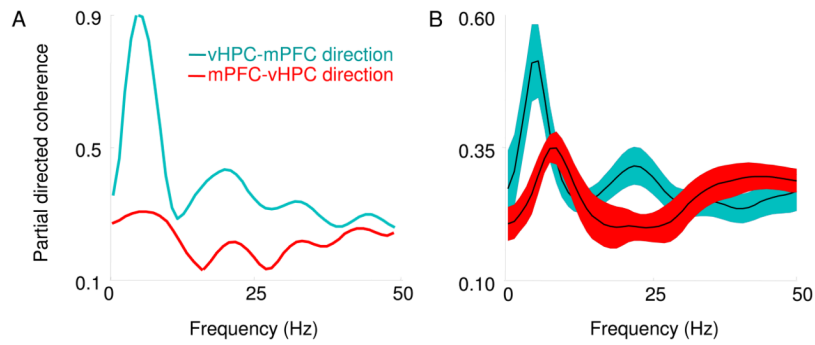 A
0.9
vHPC-mPFC direction
mPFC-vHPC direction
0.5
Partial directed coherence
0.1
0
25
50
Frequency (Hz)
B
0.60
0.35
0.10
0
25
50
Frequency (Hz)